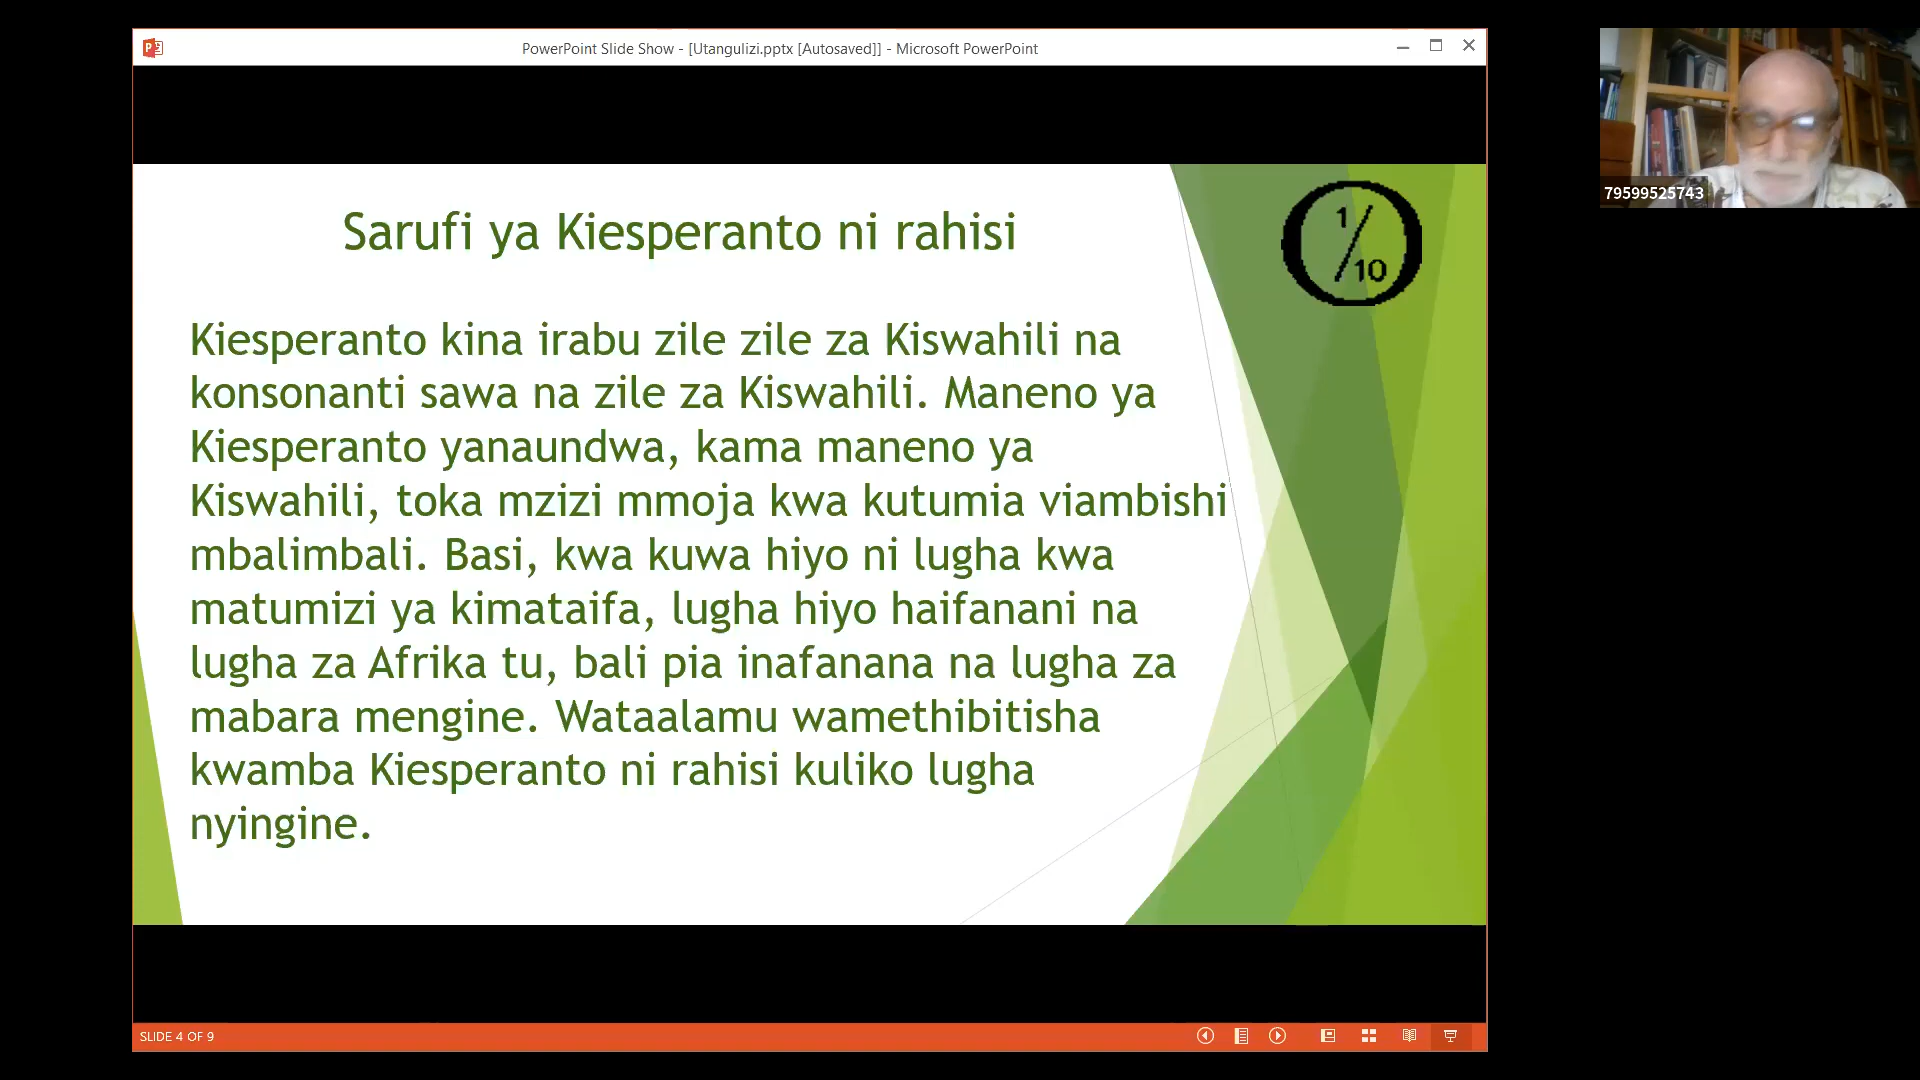 PowerPoint Slide Show - [Utangulizi.pptx [Autosaved]] - Microsoft PowerPoint
79599525743
Sarufi ya Kiesperanto ni rahisi
1/10
Kiesperanto kina irabu zile zile za Kiswahili na
konsonanti sawa na zile za Kiswahili. Maneno ya
Kiesperanto yanaundwa, kama maneno ya
Kiswahili, toka mzizi mmoja kwa kutumia viambishi
mbalimbali. Basi, kwa kuwa hiyo ni lugha kwa
matumizi ya kimataifa, lugha hiyo haifanani na
lugha za Afrika tu, bali pia inafanana na lugha za
mabara mengine. Wataalamu wamethibitisha
kwamba Kiesperanto ni rahisi kuliko lugha
nyingine.
SLIDE 4 OF 9